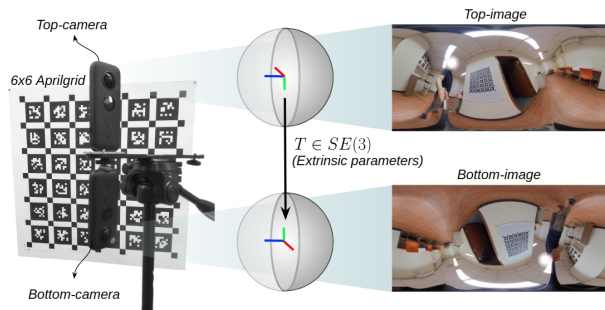 Top-camera
Top-image
6x6 Aprilgrid
T ∈ SE(3)
(Extrinsic parameters)
Bottom-image
Bottom-camera